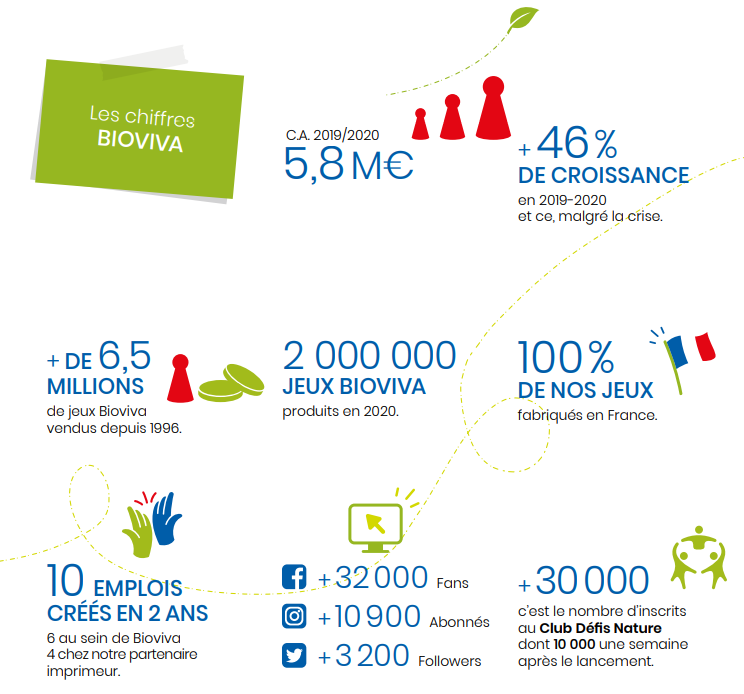 Les chiffres
BIOVIVA
C.A. 2019/2020
5,8 M€
+ 46 %
DE CROISSANCE
en 2019-2020
et ce, malgré la crise.
+ DE 6,5
MILLIONS
de jeux Bioviva
vendus depuis 1996.
2 000 000
JEUX BIOVIVA
produits en 2020.
100 %
DE NOS JEUX
fabriqués en France.
10 EMPLOIS
CRÉÉS EN 2 ANS
6 au sein de Bioviva
4 chez notre partenaire
imprimeur.
+ 32 000 Fans
+ 10 900 Abonnés
+ 3 200 Followers
+ 30 000
c’est le nombre d’inscrits
au Club Défis Nature
dont 10 000 une semaine
après le lancement.